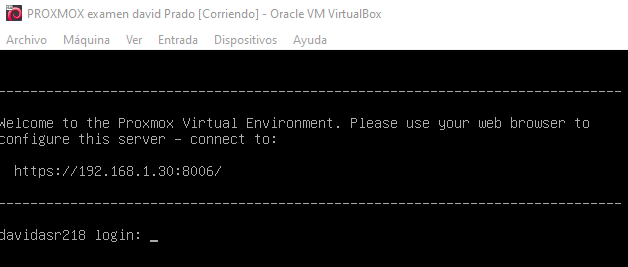 PROXMOX examen david Prado [Corriendo] - Oracle VM VirtualBox
Archivo Máquina Ver Entrada Dispositivos Ayuda
Welcome to the Proxmox Virtual Environment. Please use your web browser to
configure this server - connect to:
https://192.168.1.30:8006/
davidasr218 login: _